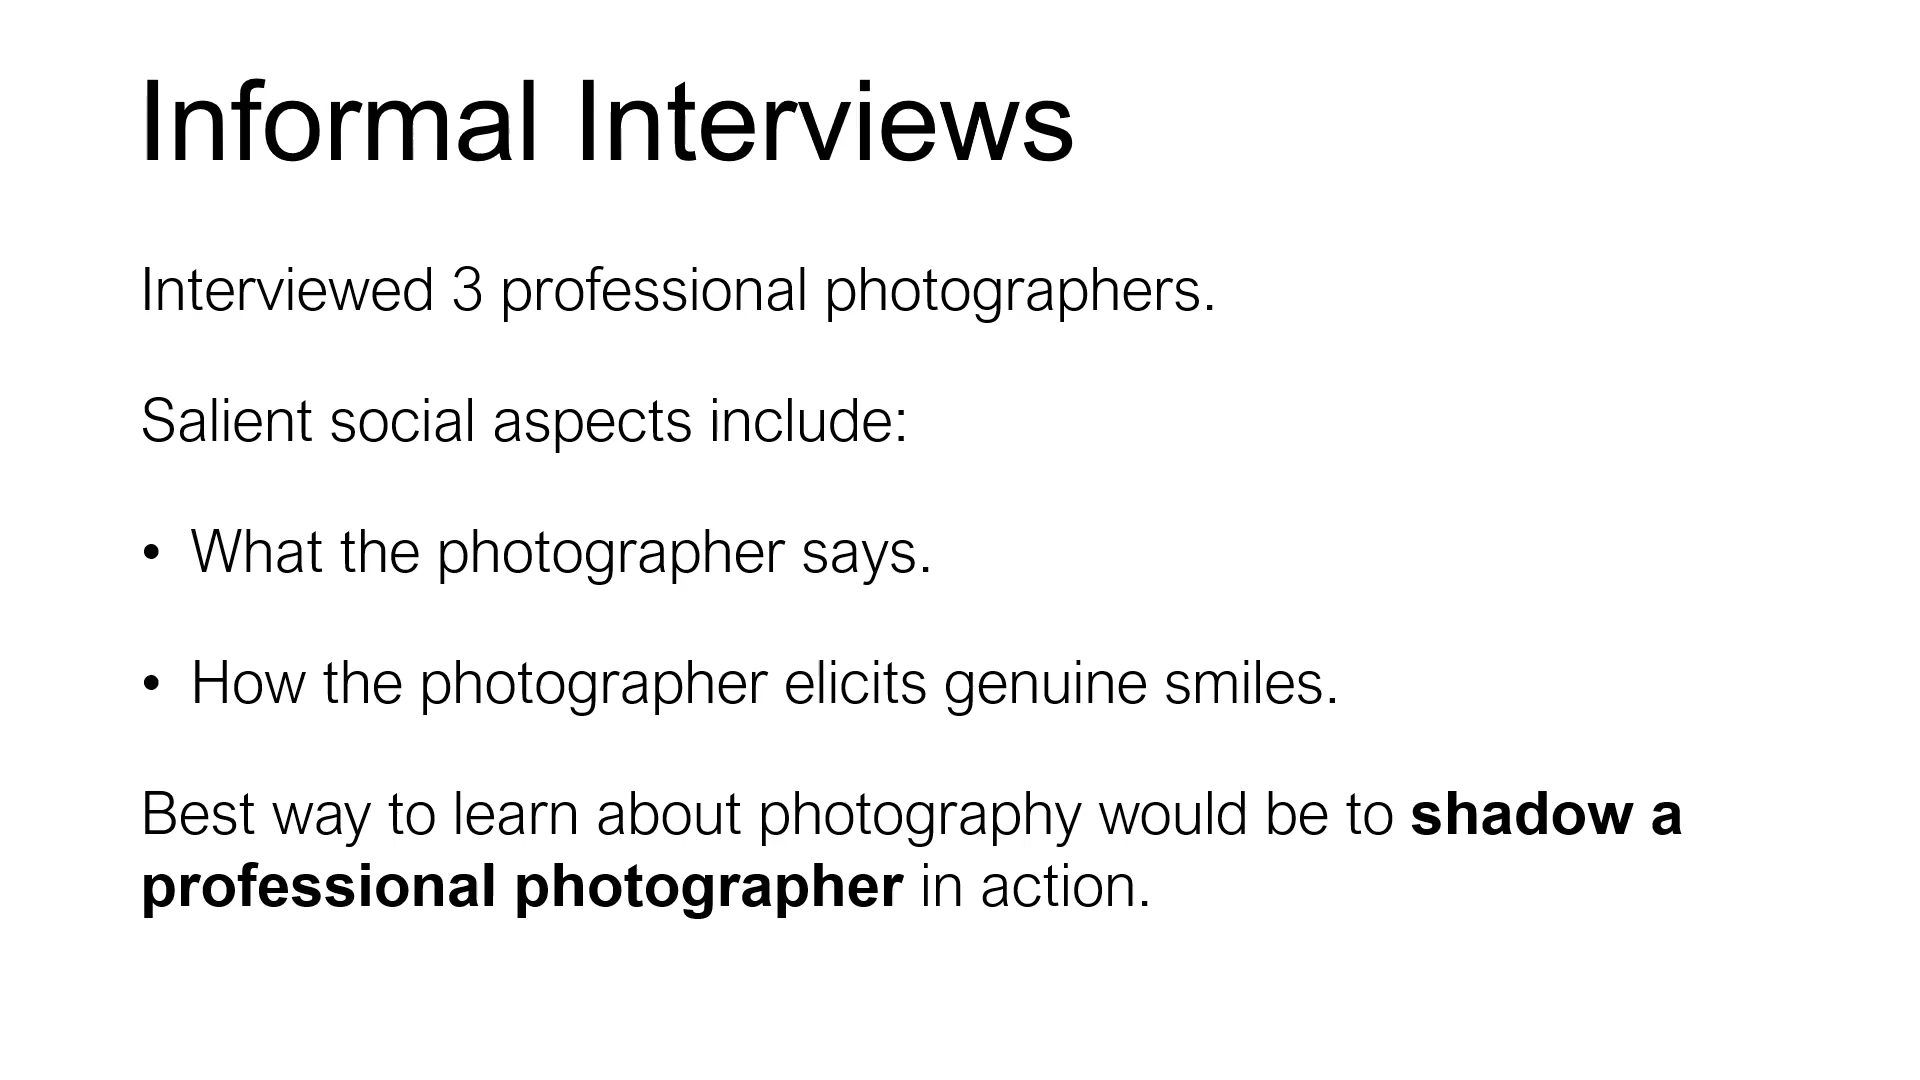 Informal Interviews
Interviewed 3 professional photographers.
Salient social aspects include:
• What the photographer says.
• How the photographer elicits genuine smiles.
Best way to learn about photography would be to shadow a
professional photographer in action.